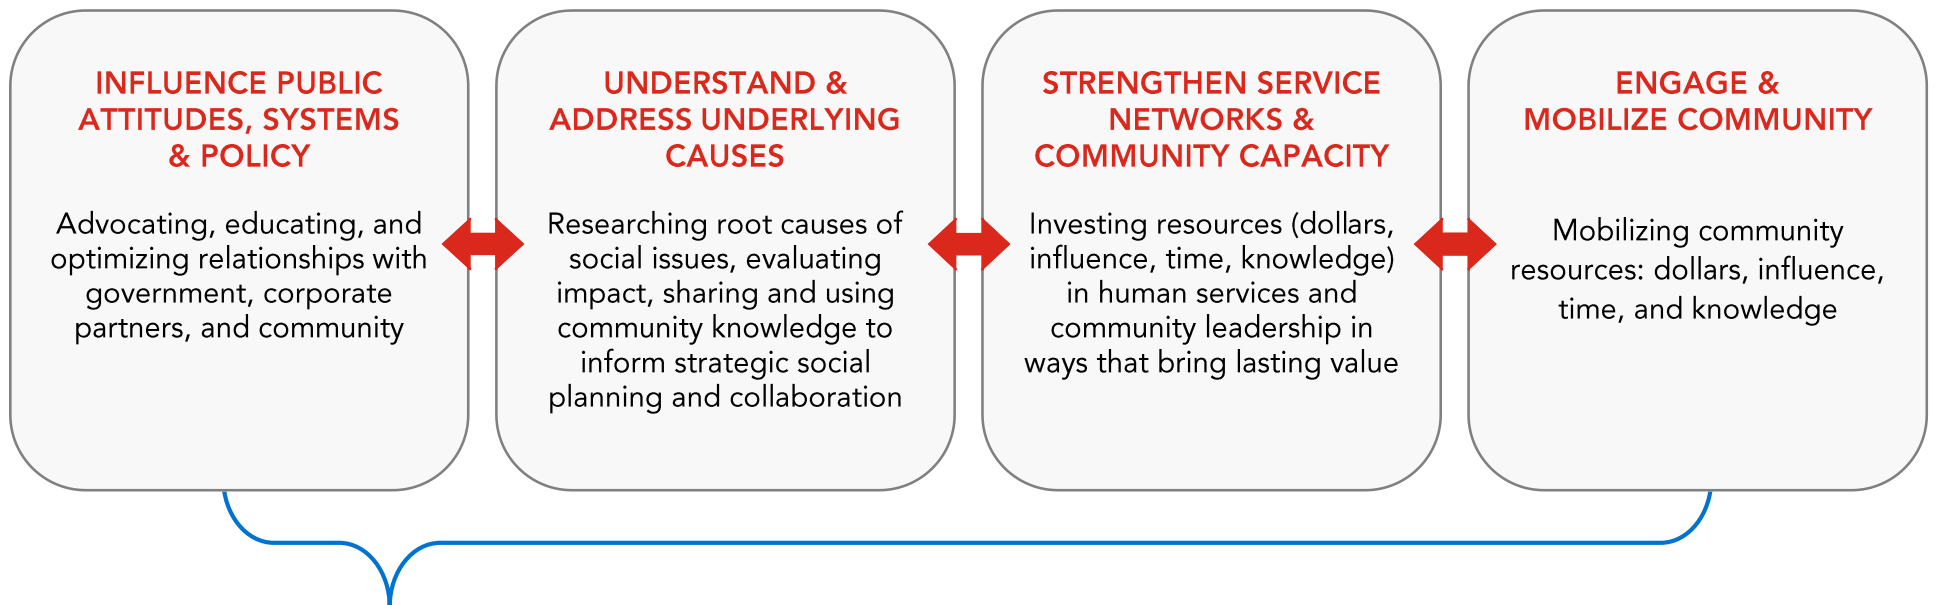 INFLUENCE PUBLIC
ATTITUDES, SYSTEMS
& POLICY
Advocating, educating, and
optimizing relationships with
government, corporate
partners, and community
UNDERSTAND &
ADDRESS UNDERLYING
CAUSES
Researching root causes of
social issues, evaluating
impact, sharing and using
community knowledge to
inform strategic social
planning and collaboration
STRENGTHEN SERVICE
NETWORKS &
COMMUNITY CAPACITY
Investing resources (dollars,
influence, time, knowledge)
in human services and
community leadership in
ways that bring lasting value
ENGAGE &
MOBILIZE COMMUNITY
Mobilizing community
resources: dollars, influence,
time, and knowledge